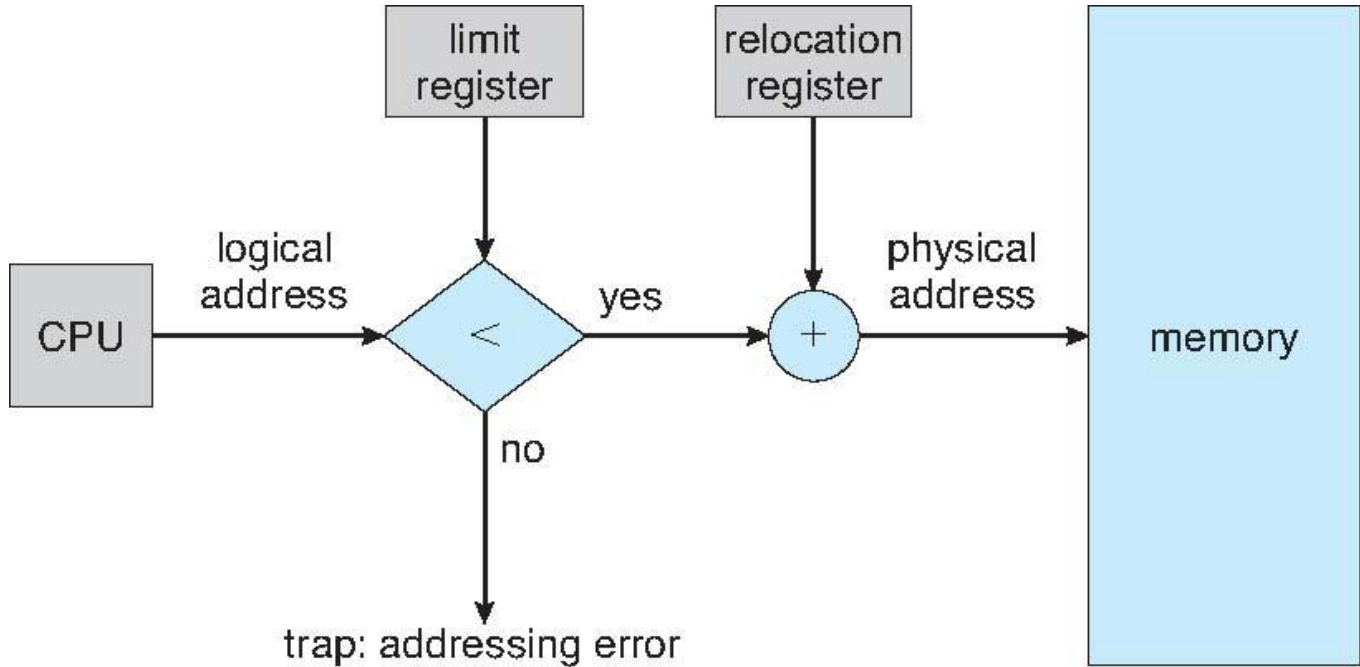 limit
register
relocation
register
logical
address
physical
address
CPU
<
yes
+
memory
no
trap: addressing error